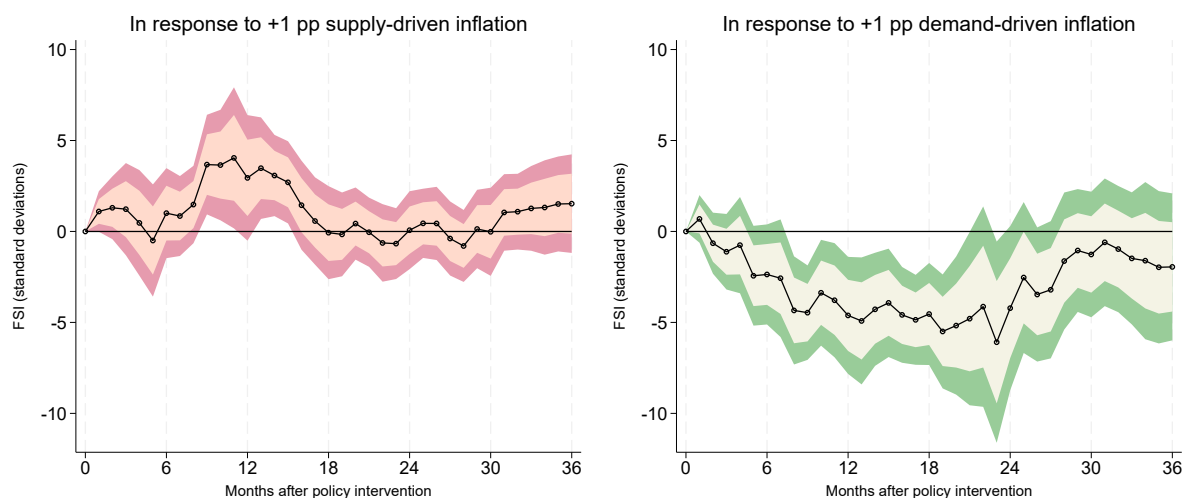 In response to +1 pp supply-driven inflation
FSI (standard deviations)
10
5
0
-5
-10
0 6 12 18 24 30 36
Months after policy intervention
In response to +1 pp demand-driven inflation
FSI (standard deviations)
10
5
0
-5
-10
0 6 12 18 24 30 36
Months after policy intervention